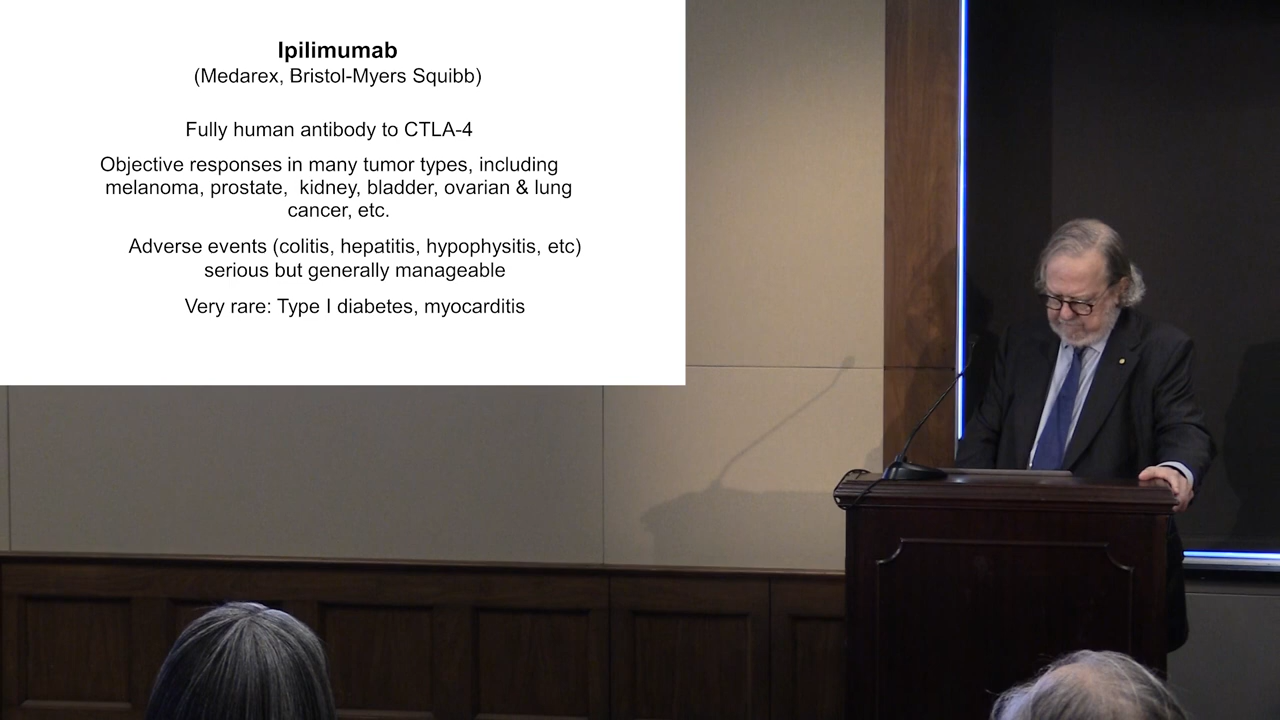 Ipilimumab
(Medarex, Bristol-Myers Squibb)
Fully human antibody to CTLA-4
Objective responses in many tumor types, including
melanoma, prostate, kidney, bladder, ovarian & lung
cancer, etc.
Adverse events (colitis, hepatitis, hypophysitis, etc)
serious but generally manageable
Very rare: Type I diabetes, myocarditis